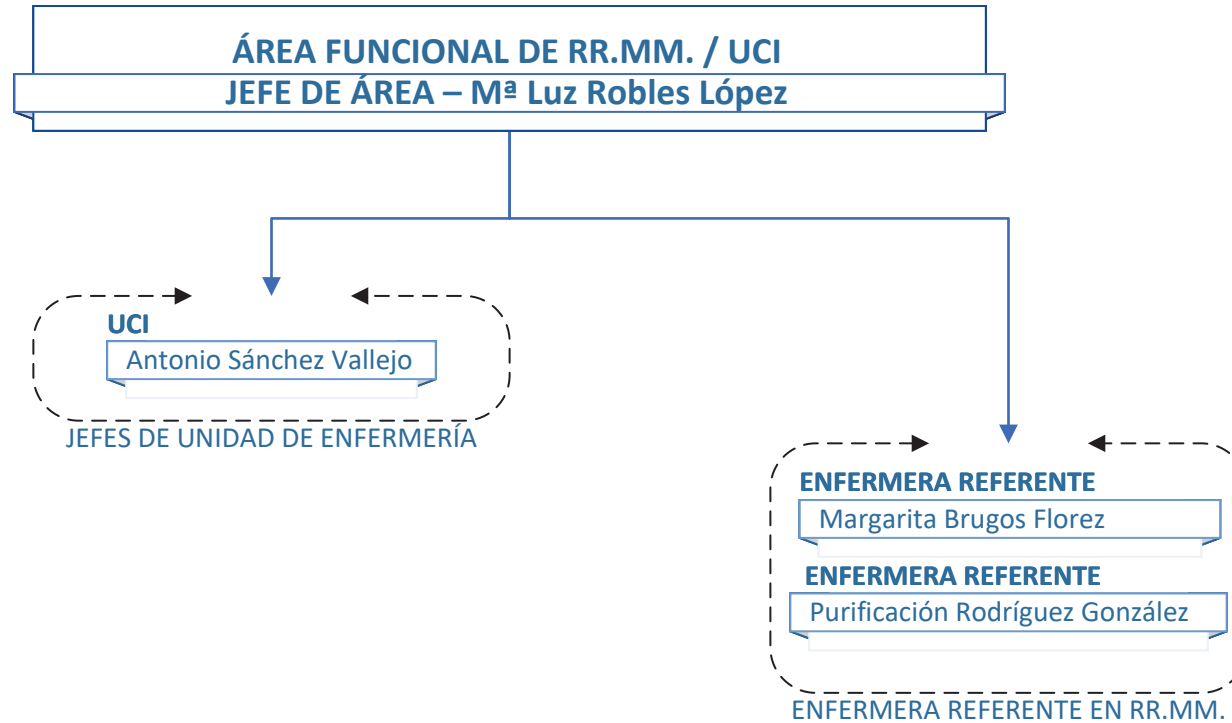 ÁREA FUNCIONAL DE RR.MM. / UCI
JEFE DE ÁREA – Mª Luz Robles López
UCI
Antonio Sánchez Vallejo
JEFES DE UNIDAD DE ENFERMERÍA
ENFERMERA REFERENTE
Margarita Brugos Florez
ENFERMERA REFERENTE
Purificación Rodríguez González
ENFERMERA REFERENTE EN RR.MM.